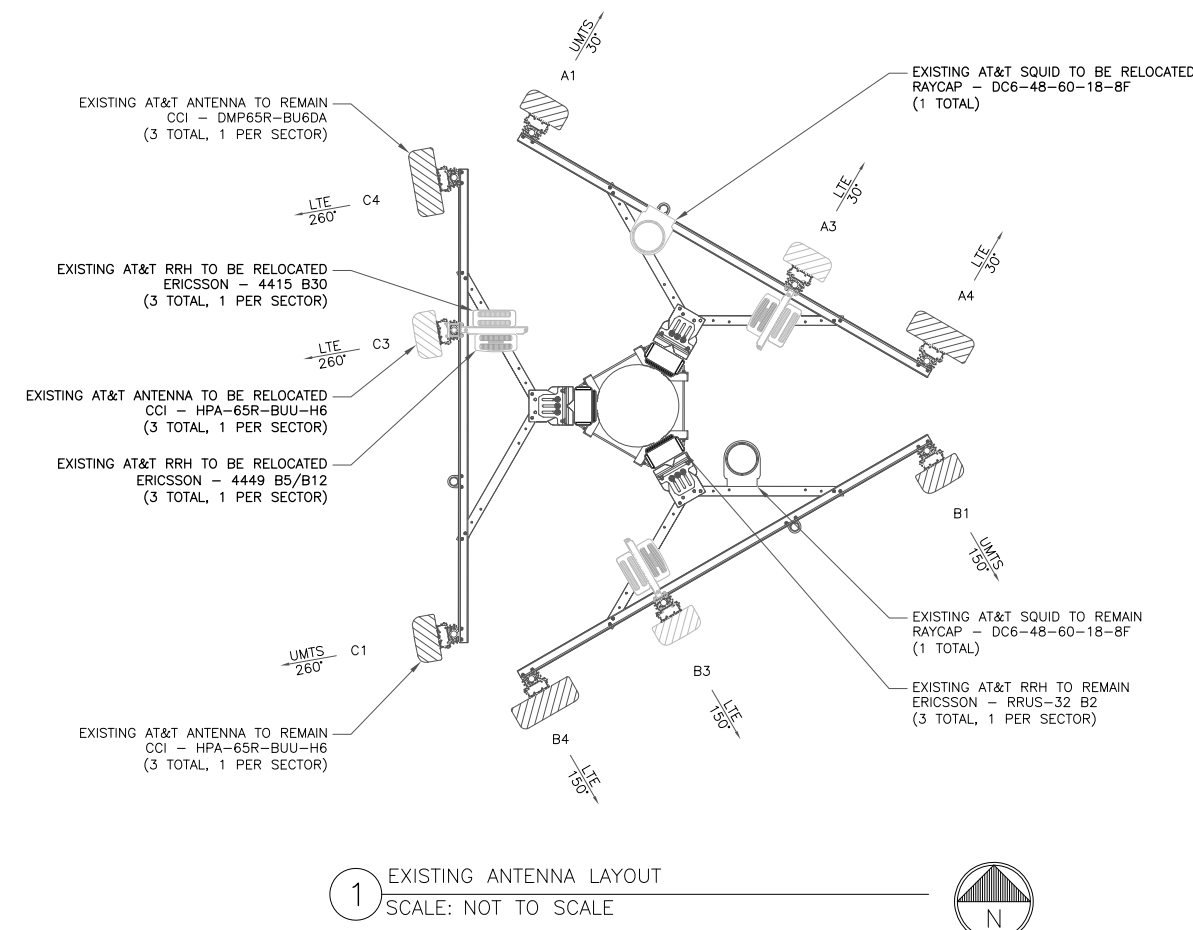 UMTS
30°
A1
EXISTING AT&T SQUID TO BE RELOCATED
RAYCAP – DC6-48-60-18-8F
(1 TOTAL)
EXISTING AT&T ANTENNA TO REMAIN
CCI – DMP65R-BU6DA
(3 TOTAL, 1 PER SECTOR)
LTE
30°
A3
LTE
260°
C4
LTE
30°
A4
EXISTING AT&T RRH TO BE RELOCATED
ERICSSON – 4415 B30
(3 TOTAL, 1 PER SECTOR)
LTE
260°
C3
EXISTING AT&T ANTENNA TO BE RELOCATED
CCI – HPA-65R-BUU-H6
(3 TOTAL, 1 PER SECTOR)
EXISTING AT&T RRH TO BE RELOCATED
ERICSSON – 4449 B5/B12
(3 TOTAL, 1 PER SECTOR)
B1
UMTS
150°
EXISTING AT&T SQUID TO REMAIN
RAYCAP – DC6-48-60-18-8F
(1 TOTAL)
UMTS
260°
C1
B3
LTE
150°
EXISTING AT&T RRH TO REMAIN
ERICSSON – RRUS-32 B2
(3 TOTAL, 1 PER SECTOR)
EXISTING AT&T ANTENNA TO REMAIN
CCI – HPA-65R-BUU-H6
(3 TOTAL, 1 PER SECTOR)
B4
LTE
150°
1
EXISTING ANTENNA LAYOUT
SCALE: NOT TO SCALE
N